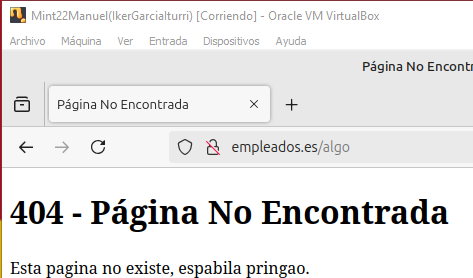 Mint22Manuel(IkerGarciaIturri) [Corriendo] - Oracle VM VirtualBox
Archivo Máquina Ver Entrada Dispositivos Ayuda
Página No Encontr
Página No Encontrada
empleados.es/algo
404 - Página No Encontrada
Esta pagina no existe, espabila pringao.